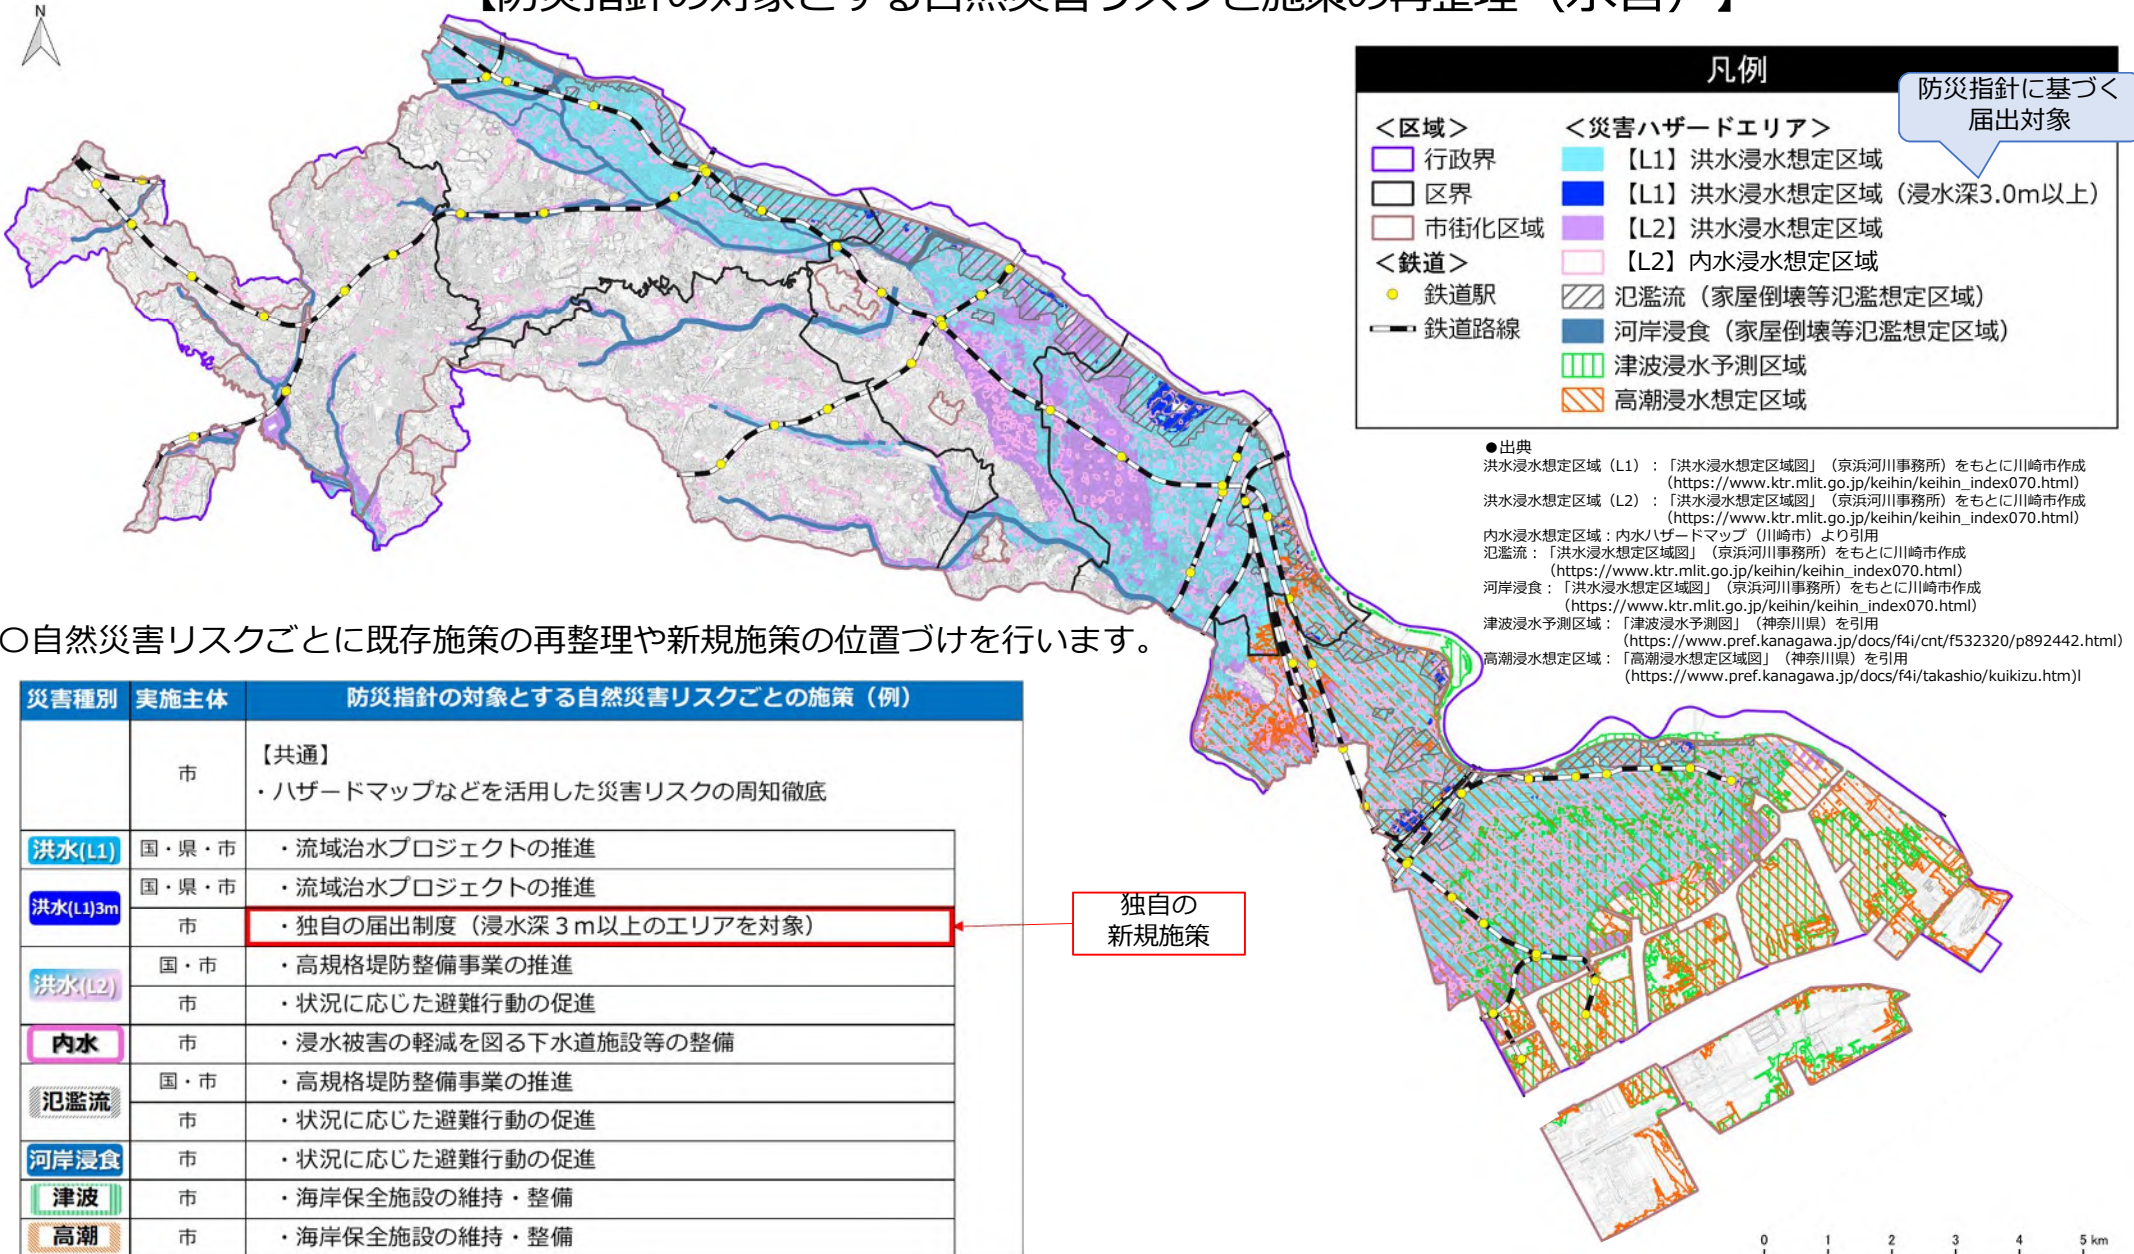 【防災指針の対象とする自然災害リスクと施策の再整理（水害）】
N
凡例
防災指針に基づく
届出対象
＜区域＞
行政界
区界
市街化区域
＜鉄道＞
鉄道駅
鉄道路線
＜災害ハザードエリア＞
【L1】洪水浸水想定区域
【L1】洪水浸水想定区域（浸水深3.0m以上）
【L2】洪水浸水想定区域
【L2】内水浸水想定区域
氾濫流（家屋倒壊等氾濫想定区域）
河岸浸食（家屋倒壊等氾濫想定区域）
津波浸水予測区域
高潮浸水想定区域
●出典
洪水浸水想定区域（L1）：「洪水浸水想定区域図」（京浜河川事務所）をもとに川崎市作成
（https://www.ktr.mlit.go.jp/keihin/keihin_index070.html）
洪水浸水想定区域（L2）：「洪水浸水想定区域図」（京浜河川事務所）をもとに川崎市作成
（https://www.ktr.mlit.go.jp/keihin/keihin_index070.html）
内水浸水想定区域：内水ハザードマップ（川崎市）より引用
氾濫流：「洪水浸水想定区域図」（京浜河川事務所）をもとに川崎市作成
（https://www.ktr.mlit.go.jp/keihin/keihin_index070.html）
河岸浸食：「洪水浸水想定区域図」（京浜河川事務所）をもとに川崎市作成
（https://www.ktr.mlit.go.jp/keihin/keihin_index070.html）
津波浸水予測区域：「津波浸水予測図」（神奈川県）を引用
（https://www.pref.kanagawa.jp/docs/f4i/cnt/f532320/p892442.html）
高潮浸水想定区域：「高潮浸水想定区域図」（神奈川県）を引用
（https://www.pref.kanagawa.jp/docs/f4i/takashio/kuikizu.htm)l
〇自然災害リスクごとに既存施策の再整理や新規施策の位置づけを行います。
災害種別 実施主体 防災指針の対象とする自然災害リスクごとの施策（例）
市 【共通】
・ハザードマップなどを活用した災害リスクの周知徹底
洪水(L1) 国・県・市 ・流域治水プロジェクトの推進
洪水(L1)3m 国・県・市 ・流域治水プロジェクトの推進
市 ・独自の届出制度（浸水深３ｍ以上のエリアを対象）
独自の
新規施策
洪水(L2) 国・市 ・高規格堤防整備事業の推進
市 ・状況に応じた避難行動の促進
内水 市 ・浸水被害の軽減を図る下水道施設等の整備
氾濫流 国・市 ・高規格堤防整備事業の推進
市 ・状況に応じた避難行動の促進
河岸浸食 市 ・状況に応じた避難行動の促進
津波 市 ・海岸保全施設の維持・整備
高潮 市 ・海岸保全施設の維持・整備
0 1 2 3 4 5 km